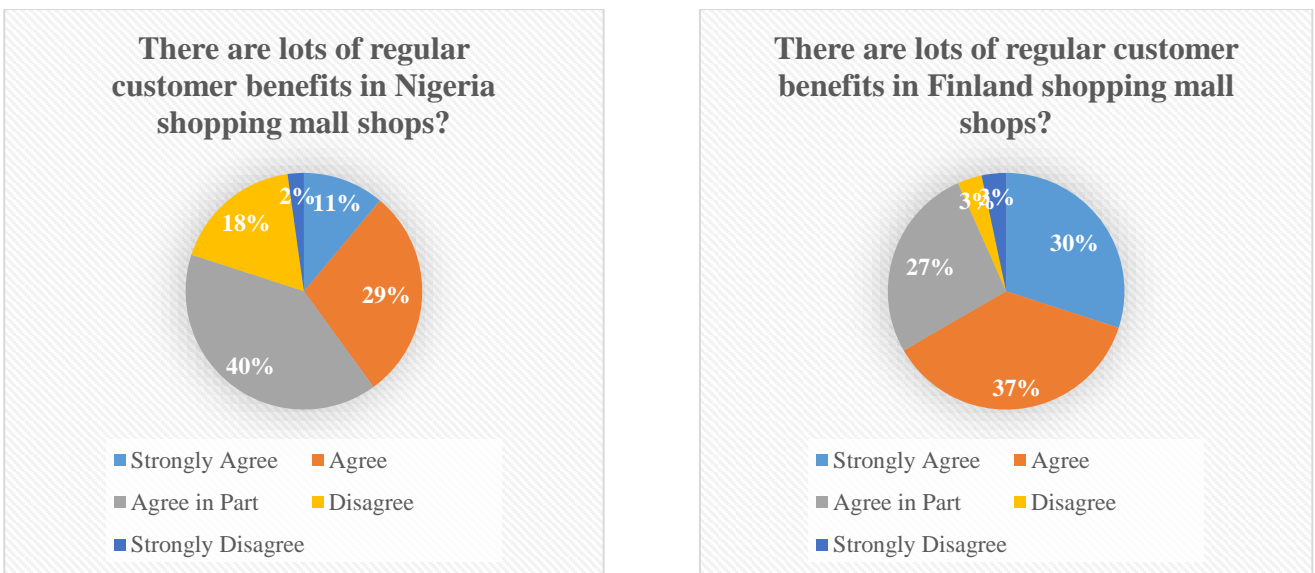 There are lots of regular
customer benefits in Nigeria
shopping mall shops?
2%
11%
18%
29%
40%
Strongly Agree
Agree
Agree in Part
Disagree
Strongly Disagree
There are lots of regular customer
benefits in Finland shopping mall
shops?
3%
3%
30%
27%
37%
Strongly Agree
Agree
Agree in Part
Disagree
Strongly Disagree